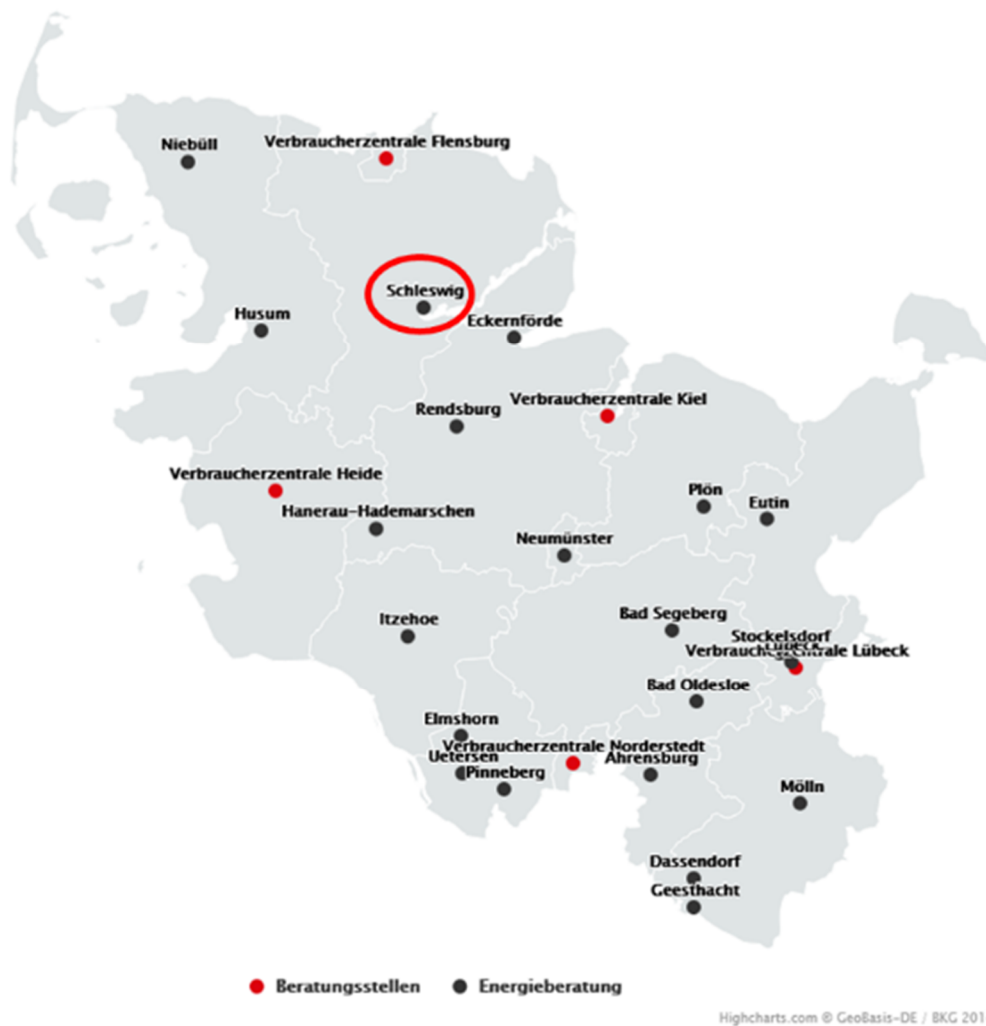 Niebüll
Verbraucherzentrale Flensburg
Schleswig
Husum
Eckernförde
Verbraucherzentrale Kiel
Rendsburg
Verbraucherzentrale Heide
Plön
Eutin
Hanerau-Hademarschen
Neumünster
Bad Segeberg
Itzehoe
Stockelsdorf
Lübeck
Verbraucherzentrale Lübeck
Bad Oldesloe
Elmshorn
Verbraucherzentrale Norderstedt
Uetersen
Ahrensburg
Pinneberg
Mölln
Dassendorf
Geesthacht
Beratungsstellen
Energieberatung
Highcharts.com © GeoBasis-DE / BKG 201